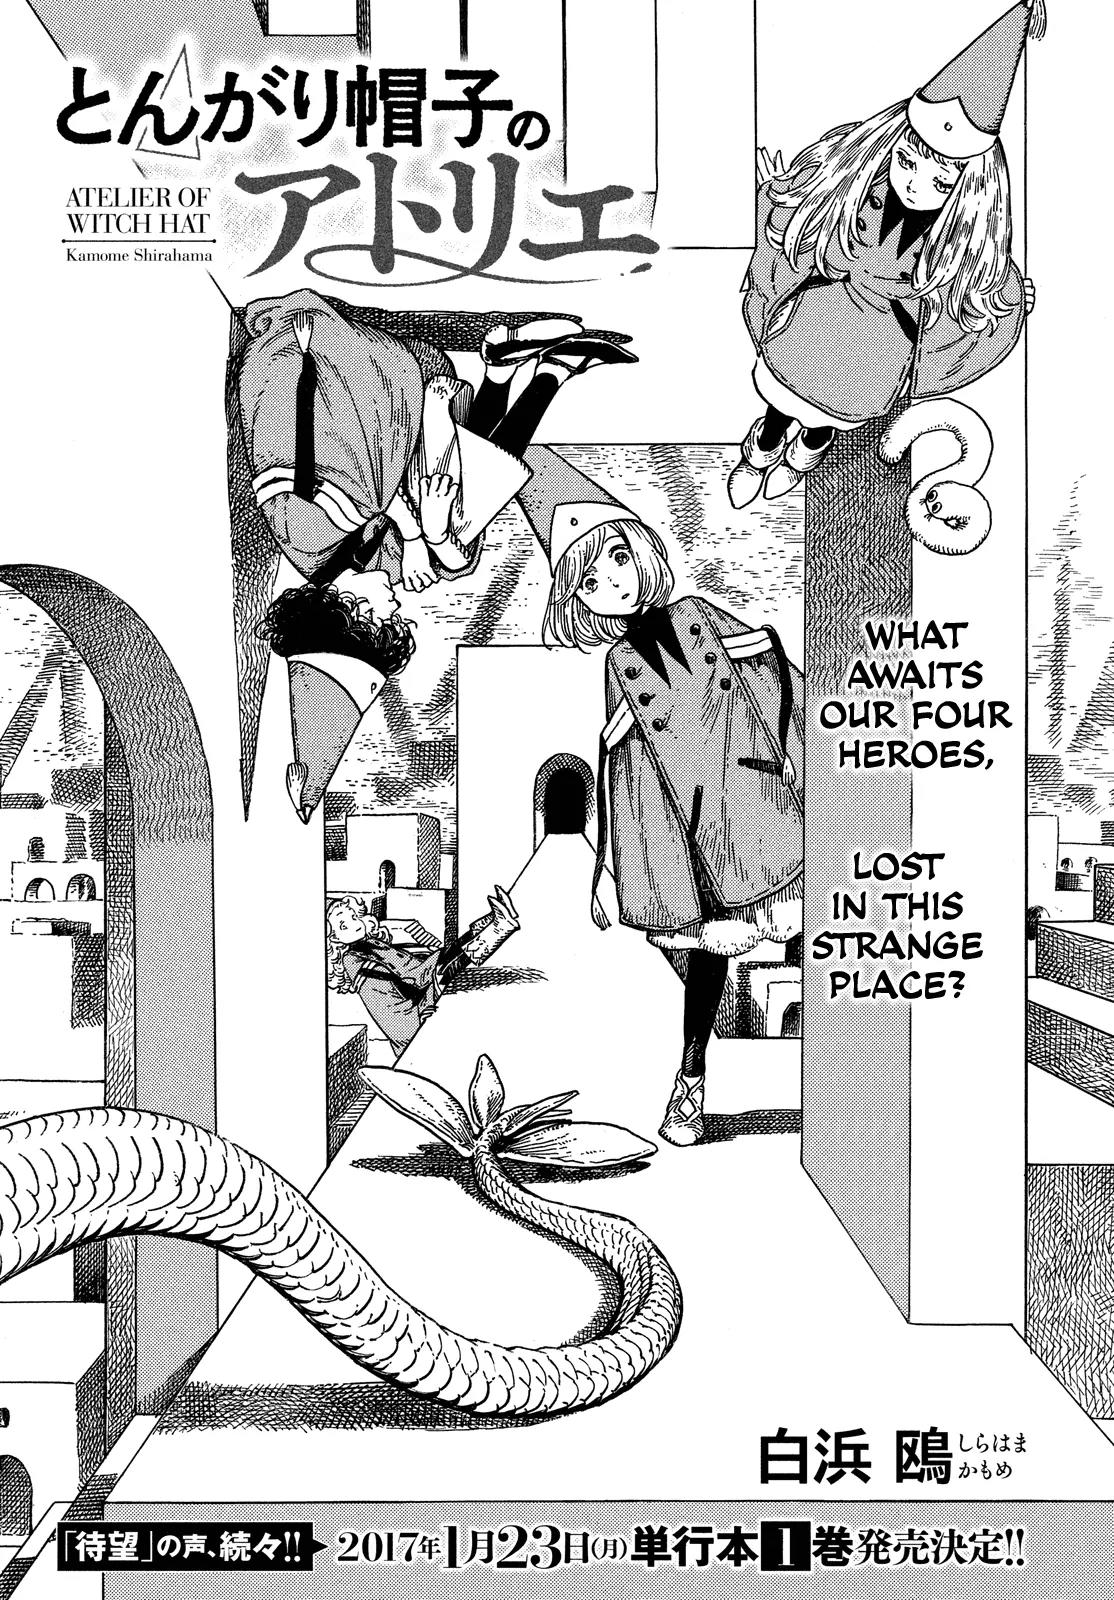 とんがり帽子の
アトリエ
ATELIER OF
WITCH HAT
Kamome Shirahama
WHAT
AWAITS
OUR FOUR
HEROES,
LOST
IN THIS
STRANGE
PLACE?
白浜 鴎
しらはま
かもめ
「待望」の声、続々!! 2017年1月23日(月)単行本1巻発売決定!!